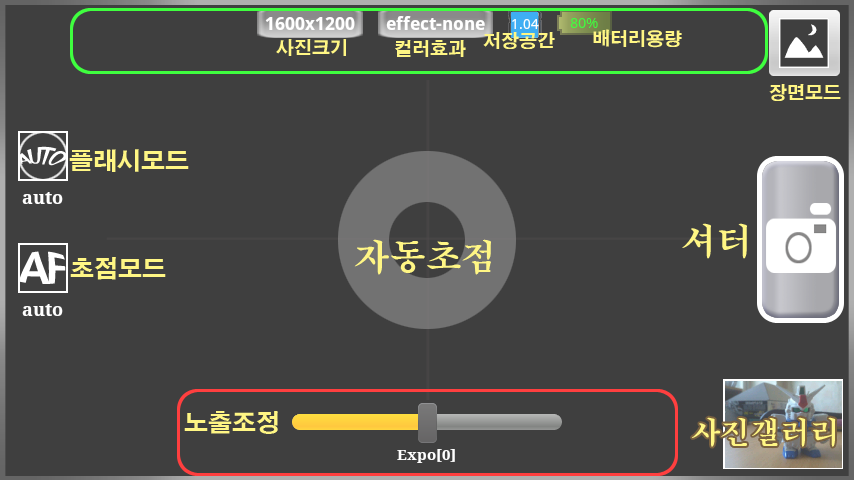 1600x1200
effect-none
1.04
80%
사진크기
컬러효과
저장공간
배터리용량
장면모드
AUTO
플래시모드
auto
셔터
자동초점
AF
초점모드
auto
노출조정
Expo[0]
사진갤러리